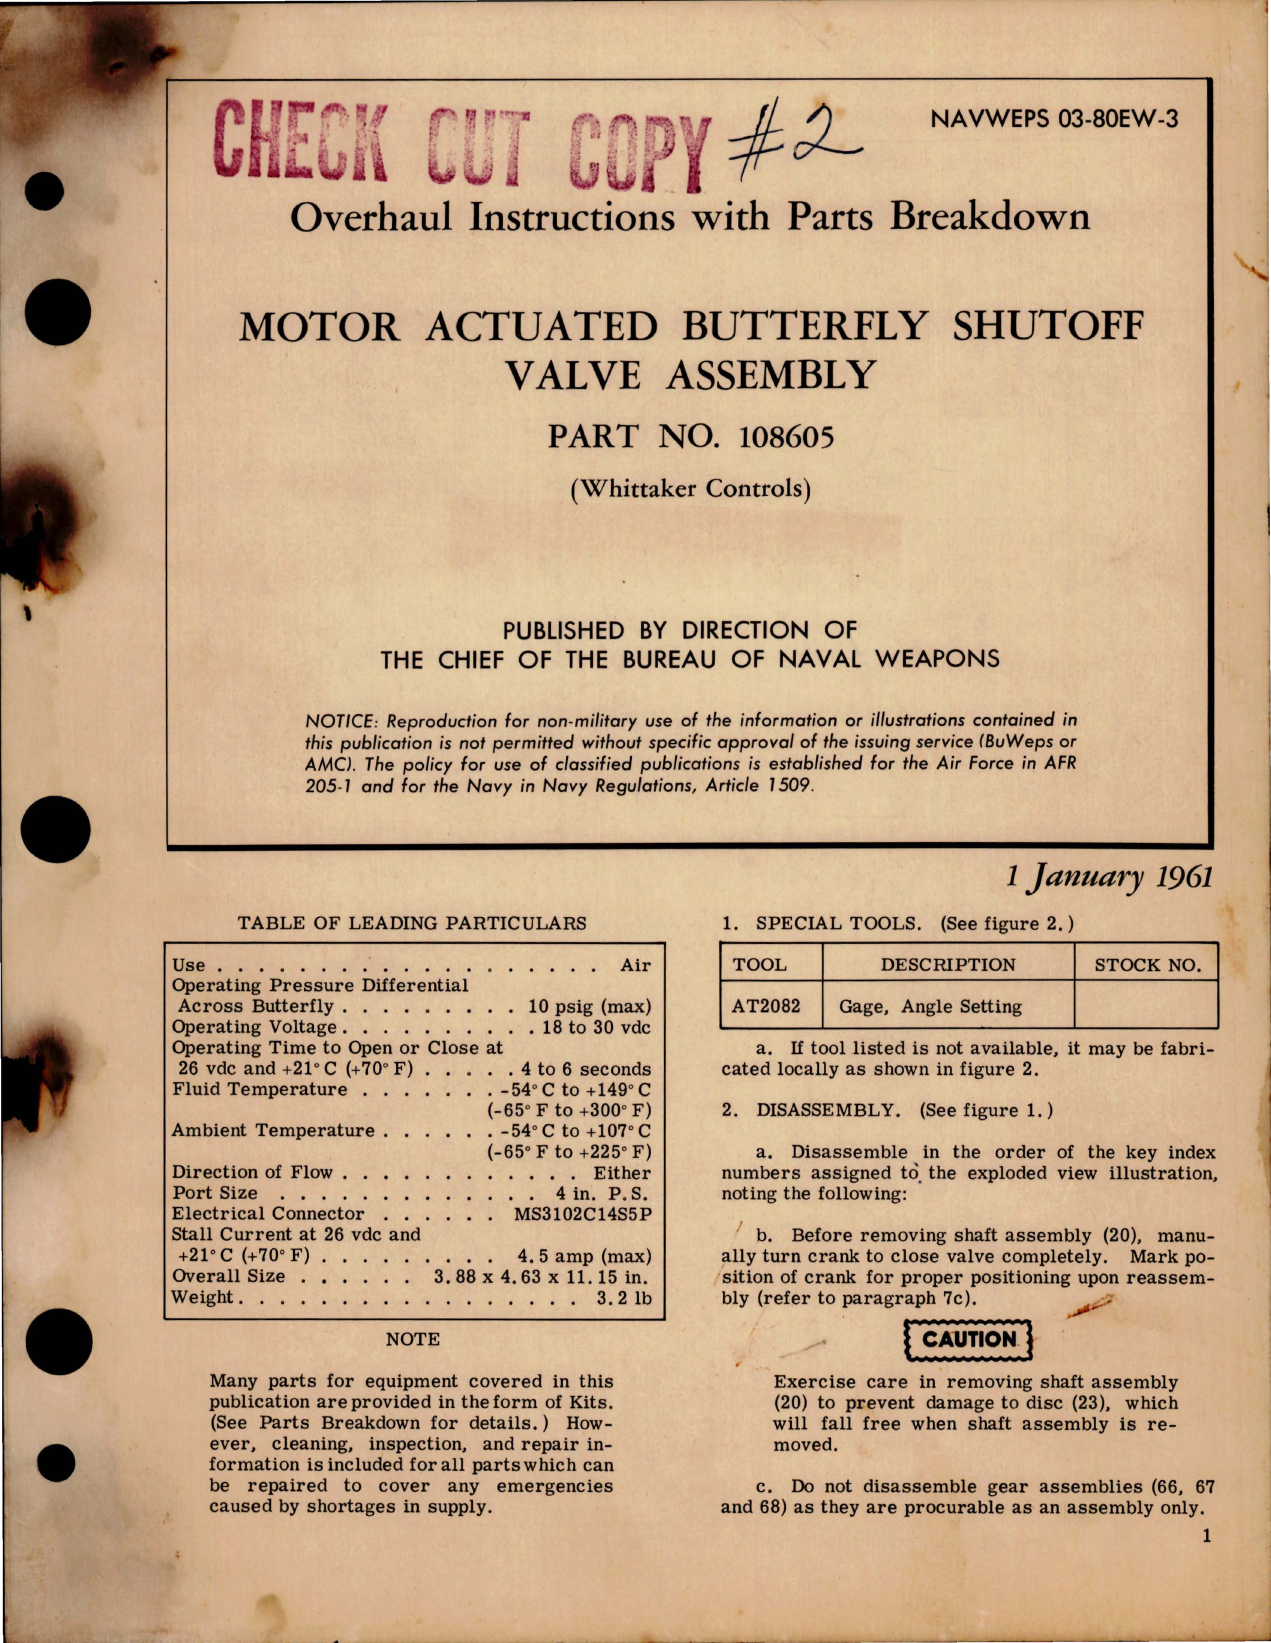 CHECK CUT COPY #2
NAVWEPS 03-80EW-3
Overhaul Instructions with Parts Breakdown
MOTOR ACTUATED BUTTERFLY SHUTOFF
VALVE ASSEMBLY
PART NO. 108605
(Whittaker Controls)
PUBLISHED BY DIRECTION OF
THE CHIEF OF THE BUREAU OF NAVAL WEAPONS
NOTICE: Reproduction for non-military use of the information or illustrations contained in
this publication is not permitted without specific approval of the issuing service (BuWeps or
AMC). The policy for use of classified publications is established for the Air Force in AFR
205-1 and for the Navy in Navy Regulations, Article 1509.
1 January 1961
TABLE OF LEADING PARTICULARS
Use . . . . . . . . . . . . . . . . . . . Air
Operating Pressure Differential
Across Butterfly . . . . . . . . . 10 psig (max)
Operating Voltage . . . . . . . . . . 18 to 30 vdc
Operating Time to Open or Close at
26 vdc and +21°C (+70°F) . . . . . 4 to 6 seconds
Fluid Temperature . . . . . . . -54°C to +149°C
(-65°F to +300°F)
Ambient Temperature . . . . . . -54°C to +107°C
(-65°F to +225°F)
Direction of Flow . . . . . . . . . . . . . Either
Port Size . . . . . . . . . . . . . 4 in. P.S.
Electrical Connector . . . . . . MS3102C14S5P
Stall Current at 26 vdc and
+21°C (+70°F) . . . . . . . . . 4.5 amp (max)
Overall Size . . . . . . 3.88 x 4.63 x 11.15 in.
Weight . . . . . . . . . . . . . . . . . 3.2 lb
NOTE
Many parts for equipment covered in this
publication are provided in the form of Kits.
(See Parts Breakdown for details.) How-
ever, cleaning, inspection, and repair in-
formation is included for all parts which can
be repaired to cover any emergencies
caused by shortages in supply.
1. SPECIAL TOOLS. (See figure 2.)
TOOL DESCRIPTION STOCK NO.
AT2082 Gage, Angle Setting
a. If tool listed is not available, it may be fabri-
cated locally as shown in figure 2.
2. DISASSEMBLY. (See figure 1.)
a. Disassemble in the order of the key index
numbers assigned to the exploded view illustration,
noting the following:
b. Before removing shaft assembly (20), manu-
ally turn crank to close valve completely. Mark po-
sition of crank for proper positioning upon reassem-
bly (refer to paragraph 7c).
CAUTION
Exercise care in removing shaft assembly
(20) to prevent damage to disc (23), which
will fall free when shaft assembly is re-
moved.
c. Do not disassemble gear assemblies (66, 67
and 68) as they are procurable as an assembly only.
1